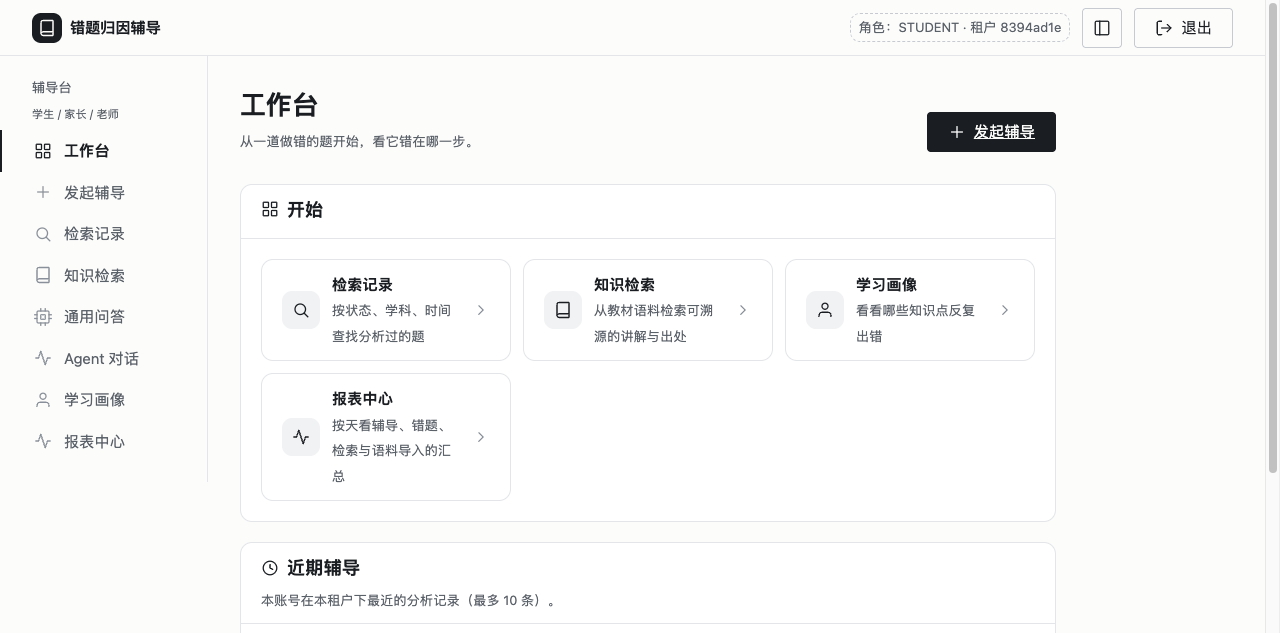 错题归因辅导
角色：STUDENT · 租户 8394ad1e
退出
辅导台
学生 / 家长 / 老师
工作台
发起辅导
检索记录
知识检索
通用问答
Agent 对话
学习画像
报表中心
工作台
从一道做错的题开始，看它错在哪一步。
发起辅导
开始
检索记录
按状态、学科、时间
查找分析过的题
知识检索
从教材语料检索可溯
源的讲解与出处
学习画像
看看哪些知识点反复
出错
报表中心
按天看辅导、错题、
检索与语料导入的汇
总
近期辅导
本账号在本租户下最近的分析记录（最多 10 条）。